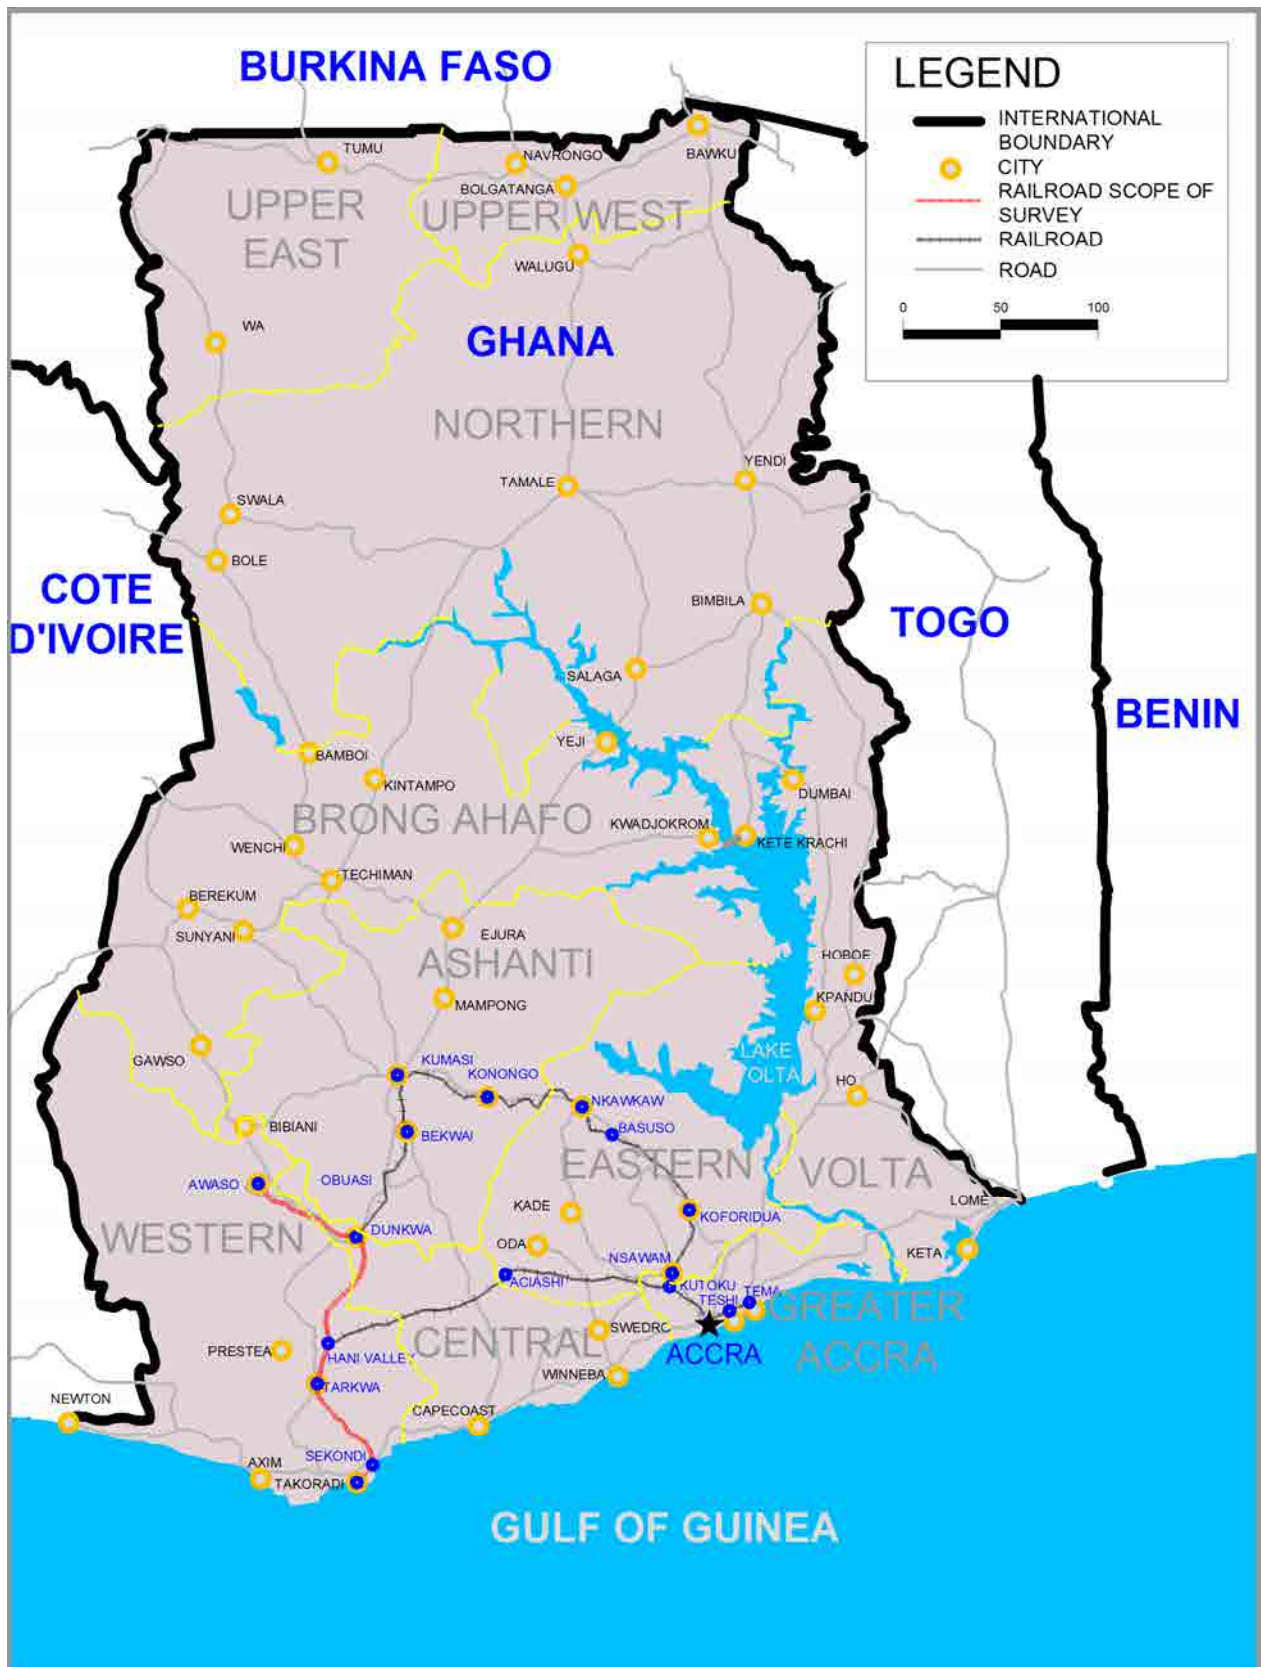 BURKINA FASO
LEGEND
INTERNATIONAL
BOUNDARY
CITY
RAILROAD SCOPE OF
SURVEY
RAILROAD
ROAD
0 50 100
TUMU
NAVRONGO
BAWKU
BOLGATANGA
UPPER
EAST
UPPER WEST
WALUGU
WA
GHANA
NORTHERN
YENDI
TAMALE
SWALA
BOLE
COTE
D'IVOIRE
BIMBILA
TOGO
SALAGA
BENIN
YEJI
BAMBOI
KINTAMPO
DUMBAI
BRONG AHAFO
KWADJOKROM
KETE KRACHI
WENCHI
TECHIMAN
BEREKUM
SUNYANI
EJURA
ASHANTI
HOBOE
KPANDU
MAMPONG
GAWSO
LAKE
VOLTA
KUMASI
KONONGO
HO
NKAWKAW
BIBIANI
BEKWAI
BASUSO
EASTERN
VOLTA
AWASO
OBUASI
LOME
KADE
KOFORIDUA
WESTERN
DUNKWA
ODA
NSAWAM
KETA
ACIASHI
KUTOKU
TEMA
TESHI
GREATER
ACCRA
SWEDRO
CENTRAL
PRESTEA
HANI VALLEY
ACCRA
TARKWA
WINNEBA
NEWTON
CAPECOAST
SEKONDI
AXIM
TAKORADI
GULF OF GUINEA